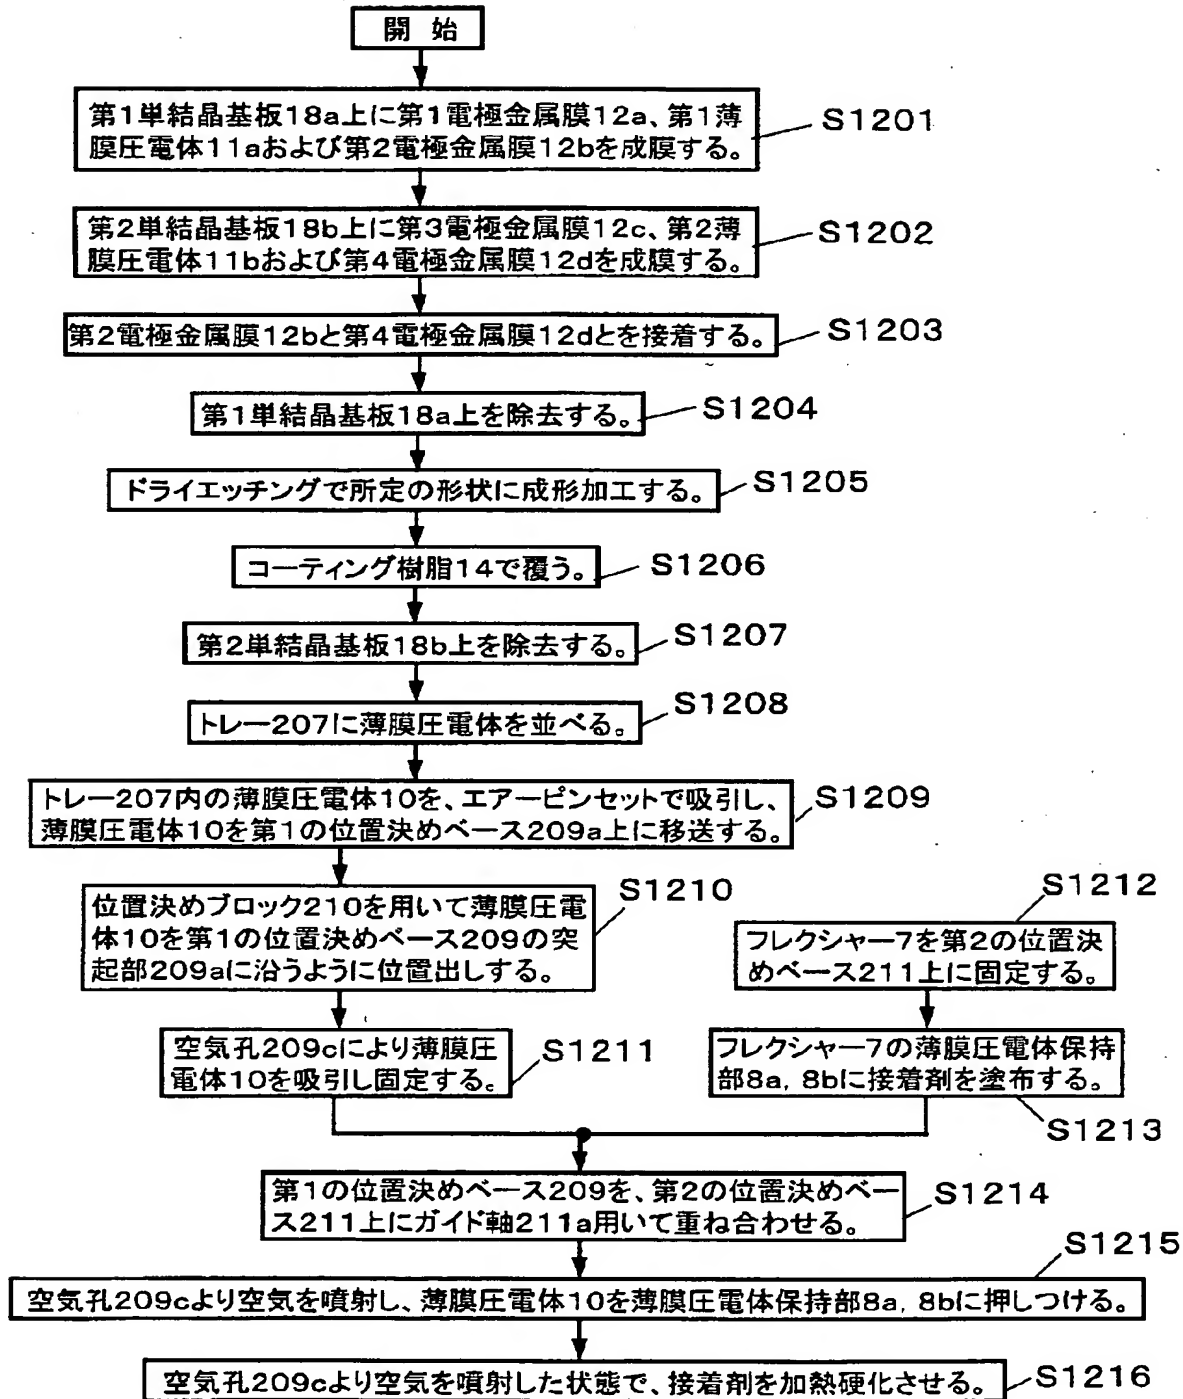 開 始
第1単結晶基板18a上に第1電極金属膜12a、第1薄
膜圧電体11aおよび第2電極金属膜12bを成膜する。
S1201
第2単結晶基板18b上に第3電極金属膜12c、第2薄
膜圧電体11bおよび第4電極金属膜12dを成膜する。
S1202
第2電極金属膜12bと第4電極金属膜12dとを接着する。
S1203
第1単結晶基板18a上を除去する。
S1204
ドライエッチングで所定の形状に成形加工する。
S1205
コーティング樹脂14で覆う。
S1206
第2単結晶基板18b上を除去する。
S1207
トレー207に薄膜圧電体を並べる。
S1208
トレー207内の薄膜圧電体10を、エアーピンセットで吸引し、
薄膜圧電体10を第1の位置決めベース209a上に移送する。
S1209
位置決めブロック210を用いて薄膜圧電
体10を第1の位置決めベース209の突
起部209aに沿うように位置出しする。
S1210
空気孔209cにより薄膜圧
電体10を吸引し固定する。
S1211
S1212
フレクシャー7を第2の位置決
めベース211上に固定する。
フレクシャー7の薄膜圧電体保持
部8a, 8bに接着剤を塗布する。
S1213
第1の位置決めベース209を、第2の位置決めベー
ス211上にガイド軸211a用いて重ね合わせる。
S1214
S1215
空気孔209cより空気を噴射し、薄膜圧電体10を薄膜圧電体保持部8a, 8bに押しつける。
空気孔209cより空気を噴射した状態で、接着剤を加熱硬化させる。
S1216